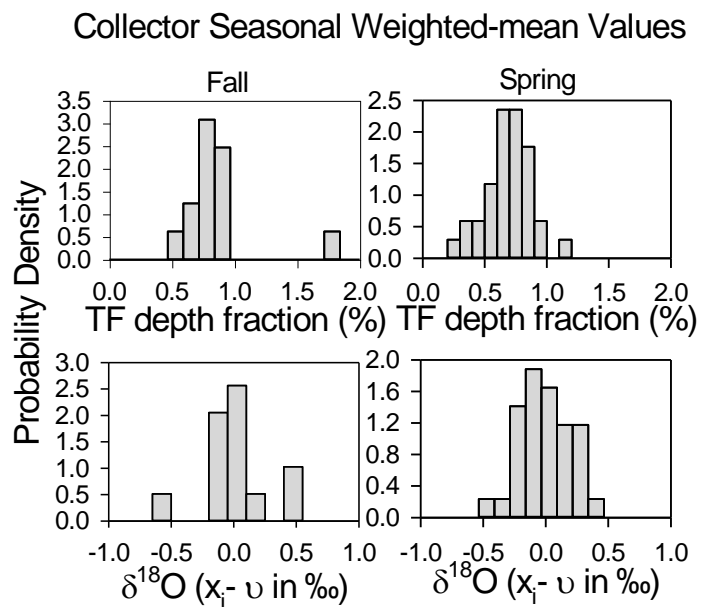 Collector Seasonal Weighted-mean Values
Fall
Spring
Probability Density
3.5
3.0
2.5
2.0
1.5
1.0
0.5
0.0
0.0 0.5 1.0 1.5 2.0
TF depth fraction (%)
2.5
2.0
1.5
1.0
0.5
0.0
0.0 0.5 1.0 1.5 2.0
TF depth fraction (%)
3.0
2.5
2.0
1.5
1.0
0.5
0.0
-1.0 -0.5 0.0 0.5 1.0
δ¹⁸O (xᵢ- υ in ‰)
2.0
1.6
1.2
0.8
0.4
0.0
-1.0 -0.5 0.0 0.5 1.0
δ¹⁸O (xᵢ- υ in ‰)